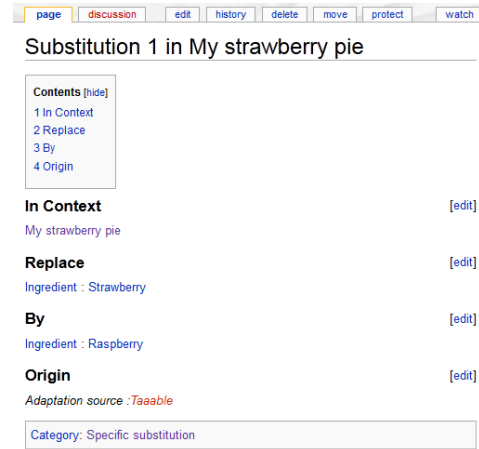 page discussion edit history delete move protect watch
Substitution 1 in My strawberry pie
Contents [hide]
1 In Context
2 Replace
3 By
4 Origin
In Context [edit]
My strawberry pie
Replace [edit]
Ingredient : Strawberry
By [edit]
Ingredient : Raspberry
Origin [edit]
Adaptation source :Taaable
Category: Specific substitution